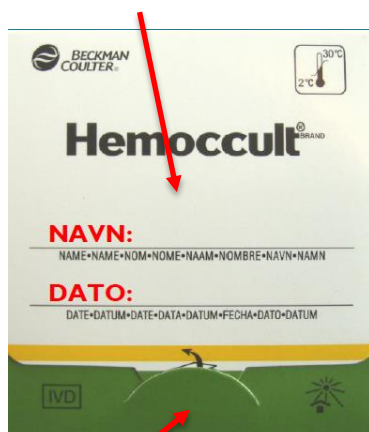 BECKMAN
COULTER®
30°C
2°C
Hemoccult®
BRAND
NAVN:
NAME•NAME•NOM•NOME•NAAM•NOMBRE•NAVN•NAMN
DATO:
DATE•DATUM•DATE•DATA•DATUM•FECHA•DATO•DATUM
IVD